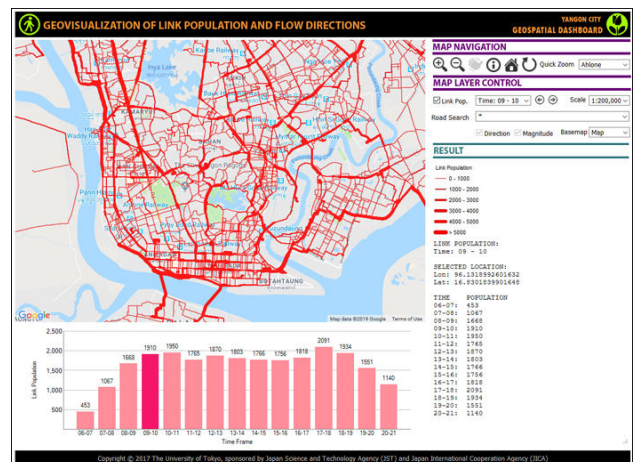 GEOVISUALIZATION OF LINK POPULATION AND FLOW DIRECTIONS
YANGON CITY
GEOSPATIAL DASHBOARD
MAP NAVIGATION
Quick Zoom Ahlone
MAP LAYER CONTROL
Link Pop. Time: 09 - 10 Scale 1:200,000
Road Search *
Direction Magnitude Basemap Map
RESULT
Link Population
0 - 1000
1000 - 2000
2000 - 3000
3000 - 4000
4000 - 5000
> 5000
LINK POPULATION:
Time: 09 - 10
SELECTED LOCATION:
Lon: 96.1318992601632
Lat: 16.8301839901648
TIME POPULATION
06-07: 453
07-08: 1067
08-09: 1668
09-10: 1910
10-11: 1950
11-12: 1765
12-13: 1870
13-14: 1803
14-15: 1766
15-16: 1756
16-17: 1818
17-18: 2091
18-19: 1934
19-20: 1551
20-21: 1140
Inya Lake
KAMARYUT
BAHAN
BOTAHTAUNG
Google
Map data ©2019 Google Terms of Use
Link Population
2,500
2,000
1,500
1,000
500
453 1067 1668 1910 1950 1765 1870 1803 1766 1756 1818 2091 1934 1551 1140
06-07 07-08 08-09 09-10 10-11 11-12 12-13 13-14 14-15 15-16 16-17 17-18 18-19 19-20 20-21
Time Frame
Copyright © 2017 The University of Tokyo, sponsored by Japan Science and Technology Agency (JST) and Japan International Cooperation Agency (JICA)